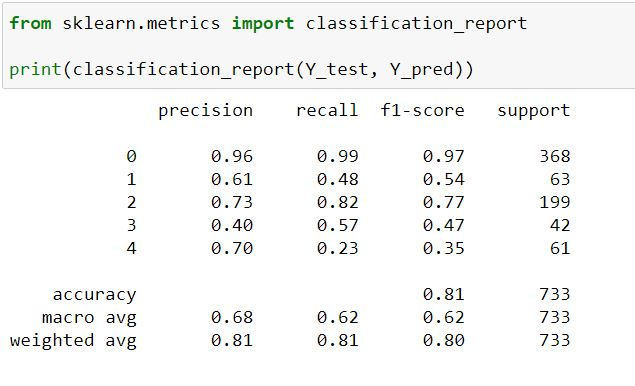 from sklearn.metrics import classification_report
print(classification_report(Y_test, Y_pred))
precision recall f1-score support
0 0.96 0.99 0.97 368
1 0.61 0.48 0.54 63
2 0.73 0.82 0.77 199
3 0.40 0.57 0.47 42
4 0.70 0.23 0.35 61
accuracy 0.81 733
macro avg 0.68 0.62 0.62 733
weighted avg 0.81 0.81 0.80 733